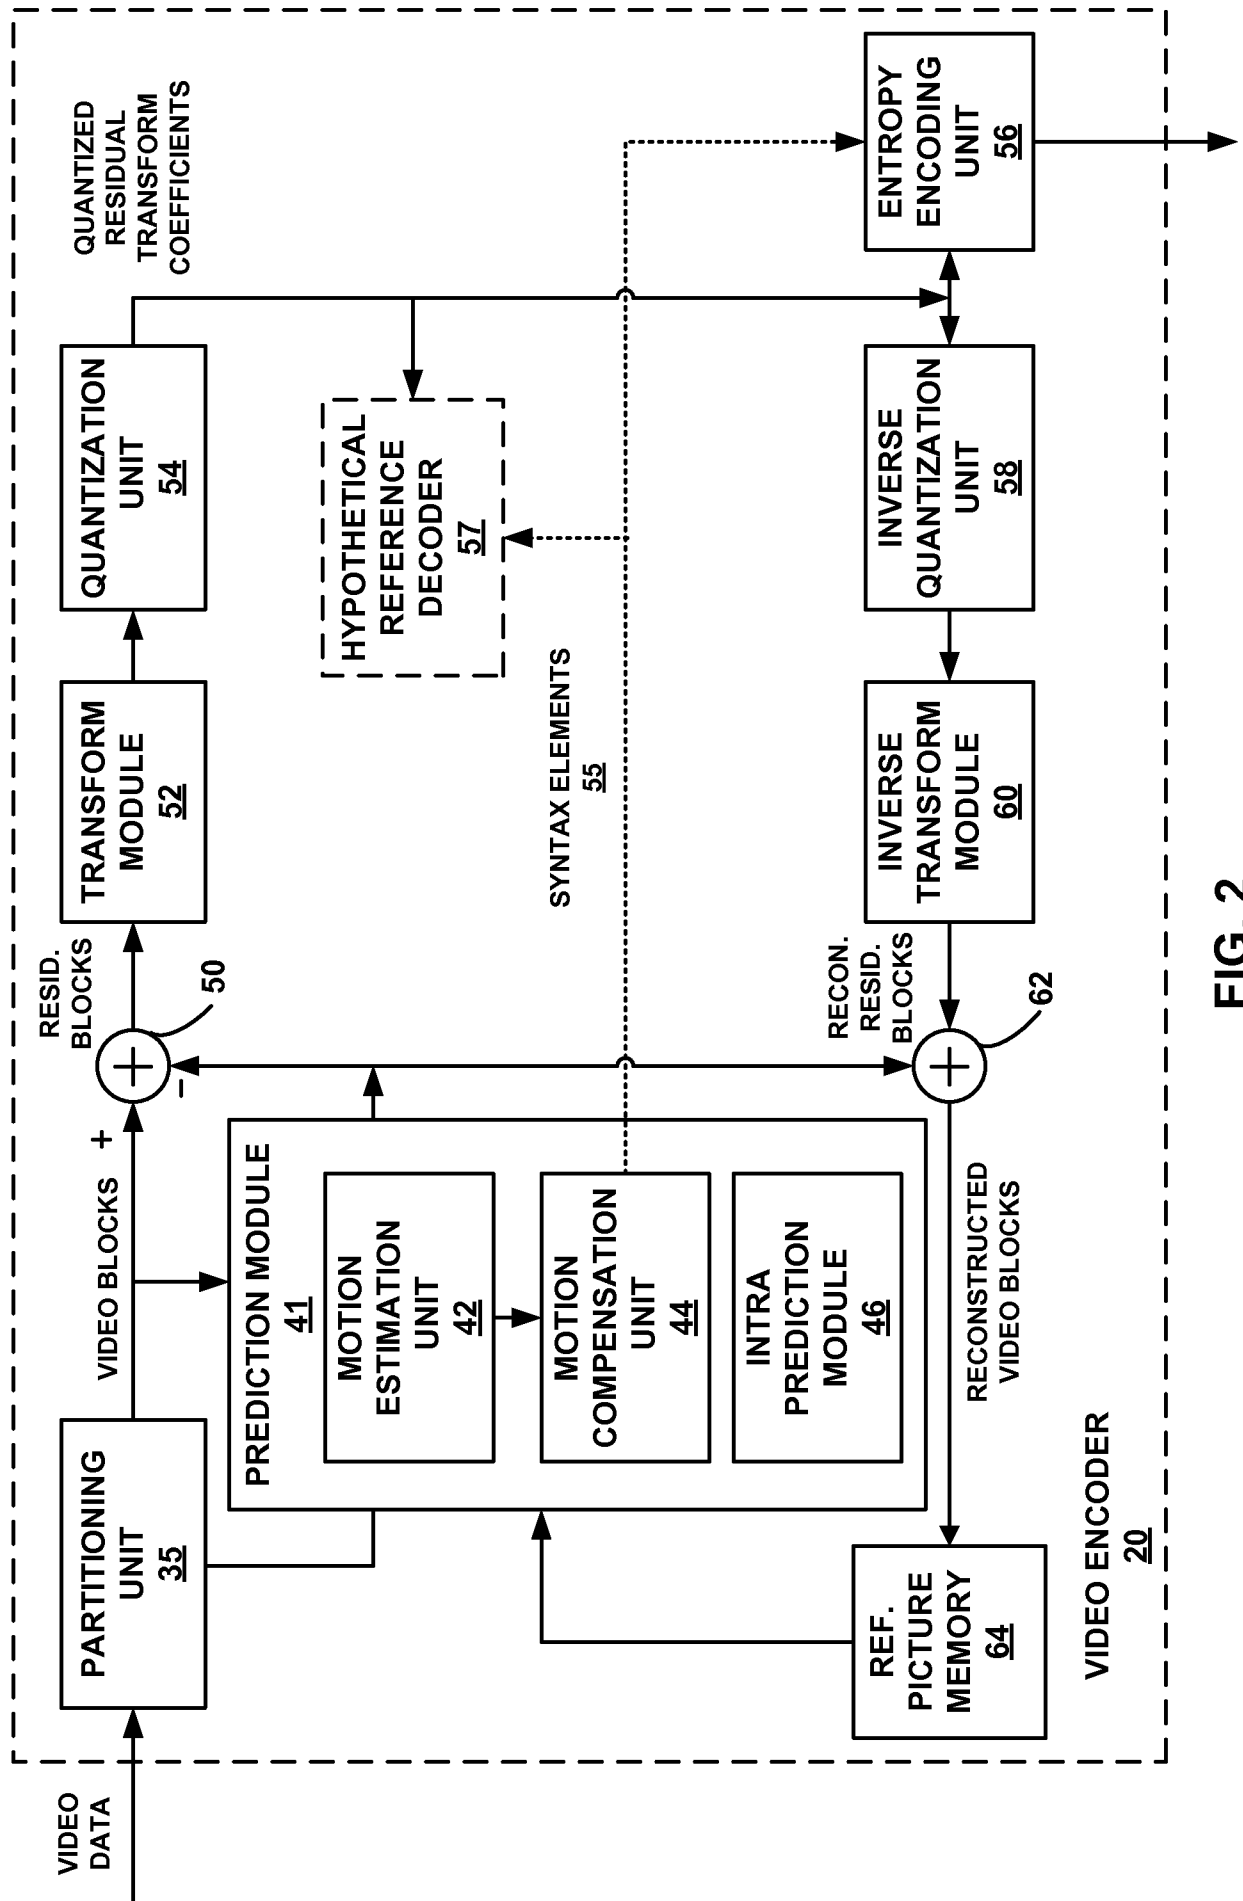 VIDEO
DATA
PARTITIONING
UNIT
35
VIDEO BLOCKS
+
-
50
RESID.
BLOCKS
TRANSFORM
MODULE
52
QUANTIZATION
UNIT
54
QUANTIZED
RESIDUAL
TRANSFORM
COEFFICIENTS
PREDICTION MODULE
41
MOTION
ESTIMATION
UNIT
42
MOTION
COMPENSATION
UNIT
44
INTRA
PREDICTION
MODULE
46
HYPOTHETICAL
REFERENCE
DECODER
57
SYNTAX ELEMENTS
55
REF.
PICTURE
MEMORY
64
RECONSTRUCTED
VIDEO BLOCKS
62
RECON.
RESID.
BLOCKS
INVERSE
TRANSFORM
MODULE
60
INVERSE
QUANTIZATION
UNIT
58
ENTROPY
ENCODING
UNIT
56
VIDEO ENCODER
20
FIG. 2